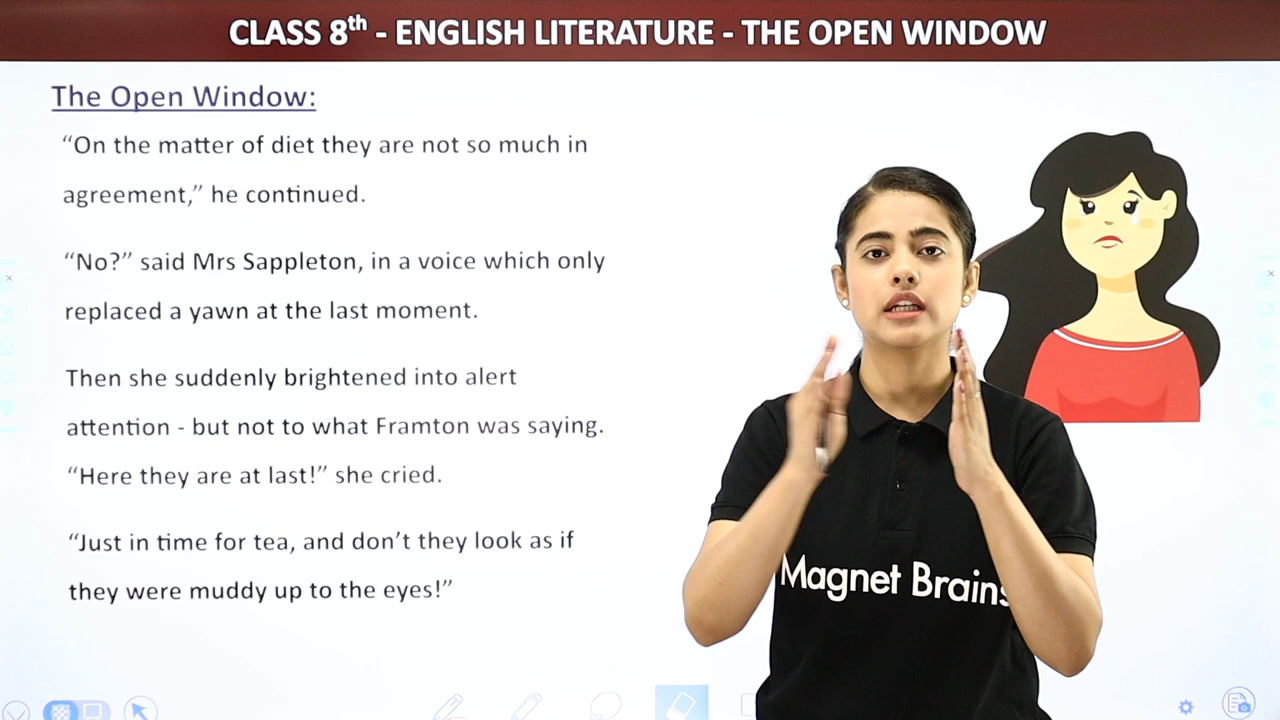 CLASS 8th - ENGLISH LITERATURE - THE OPEN WINDOW
The Open Window:
“On the matter of diet they are not so much in
agreement,” he continued.
“No?” said Mrs Sappleton, in a voice which only
replaced a yawn at the last moment.
Then she suddenly brightened into alert
attention - but not to what Framton was saying.
“Here they are at last!” she cried.
“Just in time for tea, and don’t they look as if
they were muddy up to the eyes!”
Magnet Brains